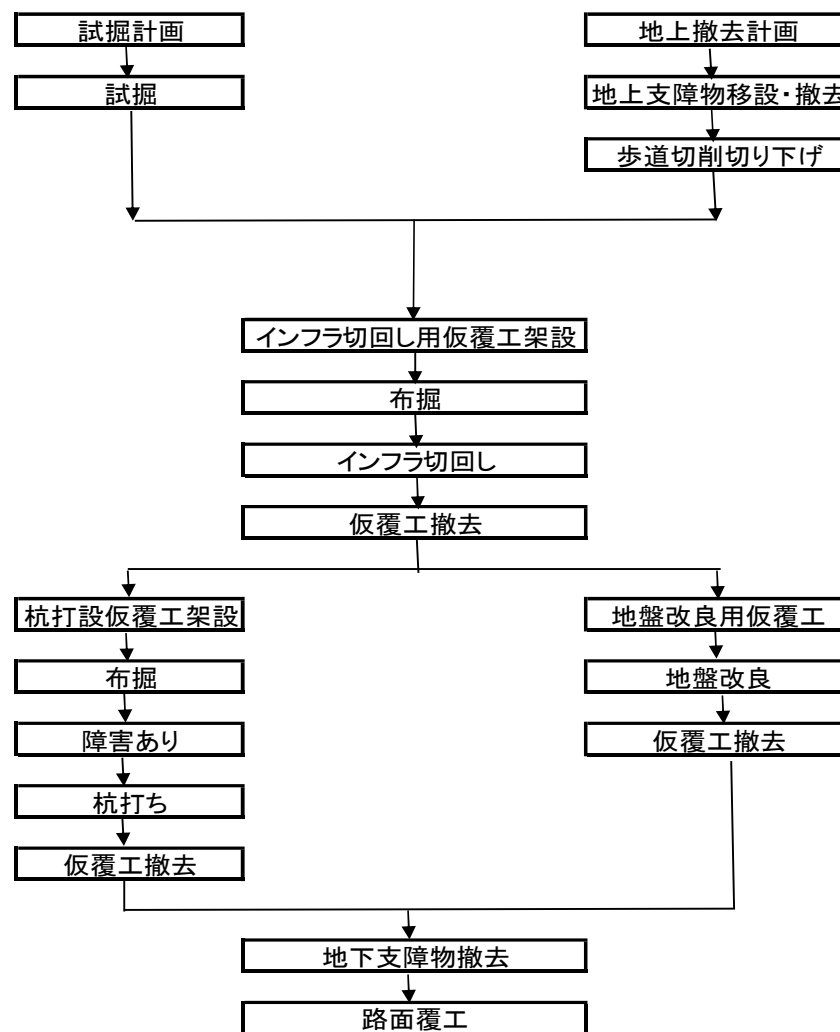 試掘計画
地上撤去計画
試掘
地上支障物移設・撤去
歩道切削切り下げ
インフラ切回し用仮覆工架設
布掘
インフラ切回し
仮覆工撤去
杭打設仮覆工架設
地盤改良用仮覆工
布掘
地盤改良
障害あり
仮覆工撤去
杭打ち
仮覆工撤去
地下支障物撤去
路面覆工